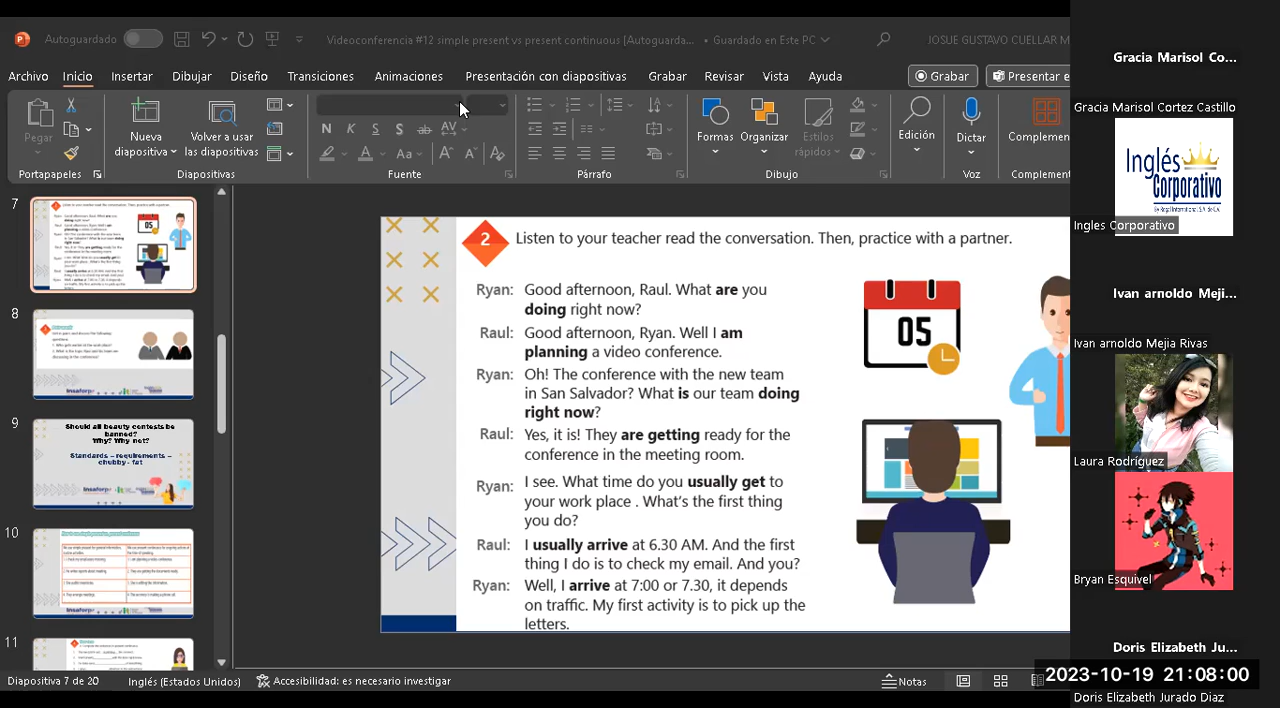 Autoguardado
Videoconferencia #12 simple present vs present continuous [Autoguarda... • Guardado en Este PC
JOSUE GUSTAVO CUELLAR M
Archivo Inicio Insertar Dibujar Diseño Transiciones Animaciones Presentación con diapositivas Grabar Revisar Vista Ayuda
Grabar
Presentar e
Pegar
Nueva diapositiva
Volver a usar las diapositivas
Formas
Organizar
Estilos rápidos
Edición
Dictar
Complemen
Portapapeles
Diapositivas
Fuente
Párrafo
Dibujo
Voz
Complement
7
8
9
Should all beauty contests be
banned?
Why? Why not?
Standards – requirements –
chubby - fat
10
11
2
Listen to your teacher read the conversation. Then, practice with a partner.
Ryan: Good afternoon, Raul. What are you
doing right now?
Raul: Good afternoon, Ryan. Well I am
planning a video conference.
Ryan: Oh! The conference with the new team
in San Salvador? What is our team doing
right now?
Raul: Yes, it is! They are getting ready for the
conference in the meeting room.
Ryan: I see. What time do you usually get to
your work place . What's the first thing
you do?
Raul: I usually arrive at 6.30 AM. And the first
thing I do is to check my email. And you?
Ryan: Well, I arrive at 7:00 or 7.30, it depends
on traffic. My first activity is to pick up the
letters.
05
Diapositiva 7 de 20
Inglés (Estados Unidos)
Accesibilidad: es necesario investigar
Notas
Gracia Marisol Co...
Gracia Marisol Cortez Castillo
Inglés
Corporativo
Ingles Corporativo
Ivan arnoldo Meji...
Ivan arnoldo Mejia Rivas
Laura Rodríguez
Bryan Esquivel
Doris Elizabeth Ju...
2023-10-19 21:08:00
Doris Elizabeth Jurado Diaz